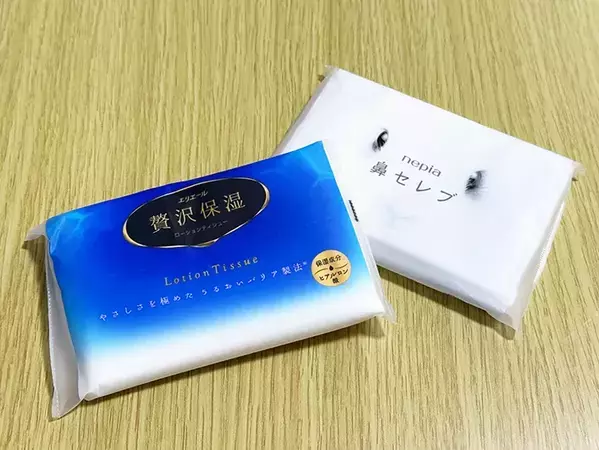 エリエール
贅沢保湿
ローションティシュー
Lotion Tissue
やさしさを極めた うるおいバリア製法
保湿成分
ヒアルロン
酸
nepia
鼻セレブ